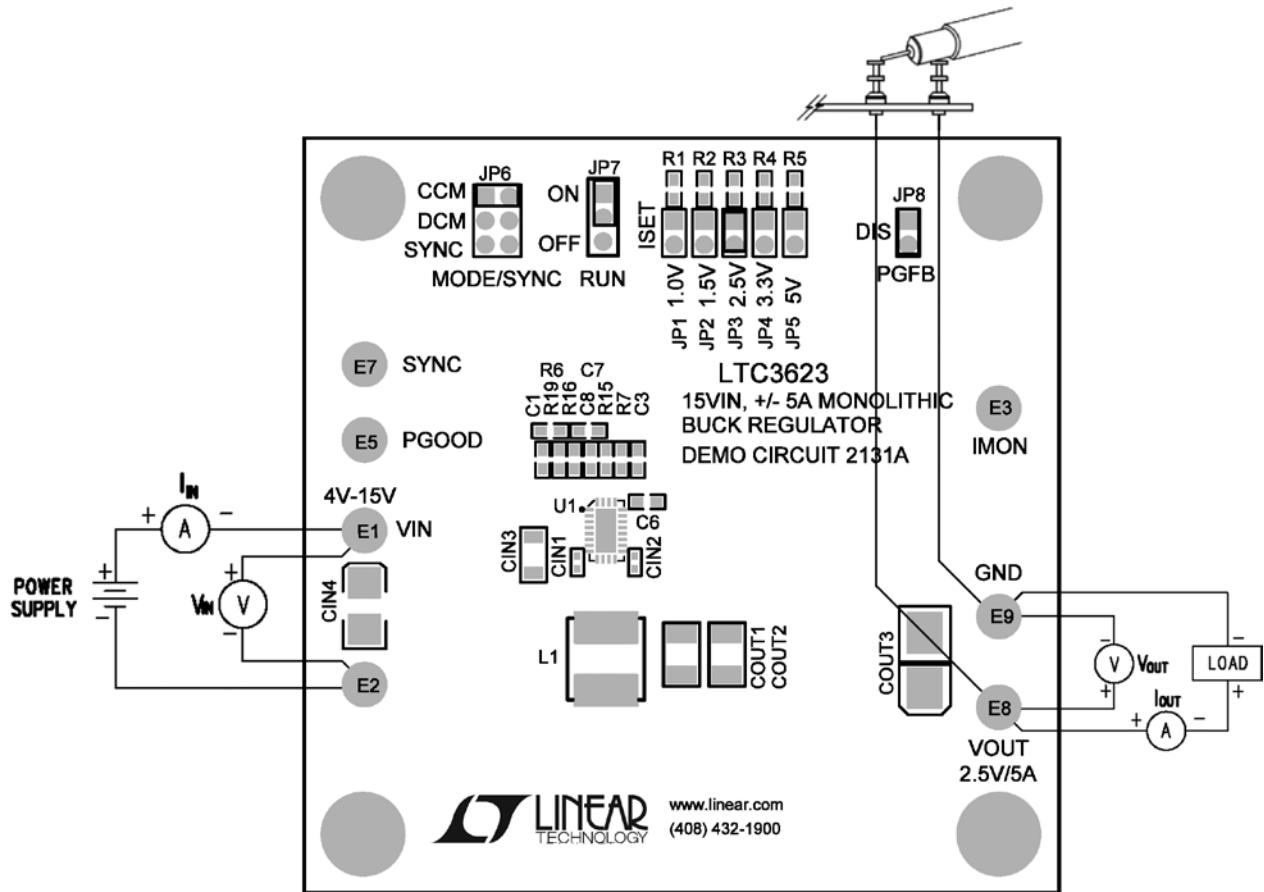 JP6
CCM
DCM
SYNC
MODE/SYNC
JP7
ON
OFF
RUN
R1 R2 R3 R4 R5
ISET
JP1 1.0V
JP2 1.5V
JP3 2.5V
JP4 3.3V
JP5 5V
JP8
DIS
PGFB
E7 SYNC
E5 PGOOD
LTC3623
15VIN, +/- 5A MONOLITHIC
BUCK REGULATOR
DEMO CIRCUIT 2131A
E3
IMON
R6 C7
C1 R19 R16 C8 R15 R7 C3
U1
C6
CIN3
CIN1
CIN2
4V-15V
E1 VIN
E2
CIN4
IIN
+ A -
POWER
SUPPLY
+
-
VIN
+
V
-
L1
COUT1
COUT2
COUT3
GND
E9
E8
VOUT
2.5V/5A
-
V VOUT
+
IOUT
+ A -
-
LOAD
+
LINEAR
TECHNOLOGY
www.linear.com
(408) 432-1900